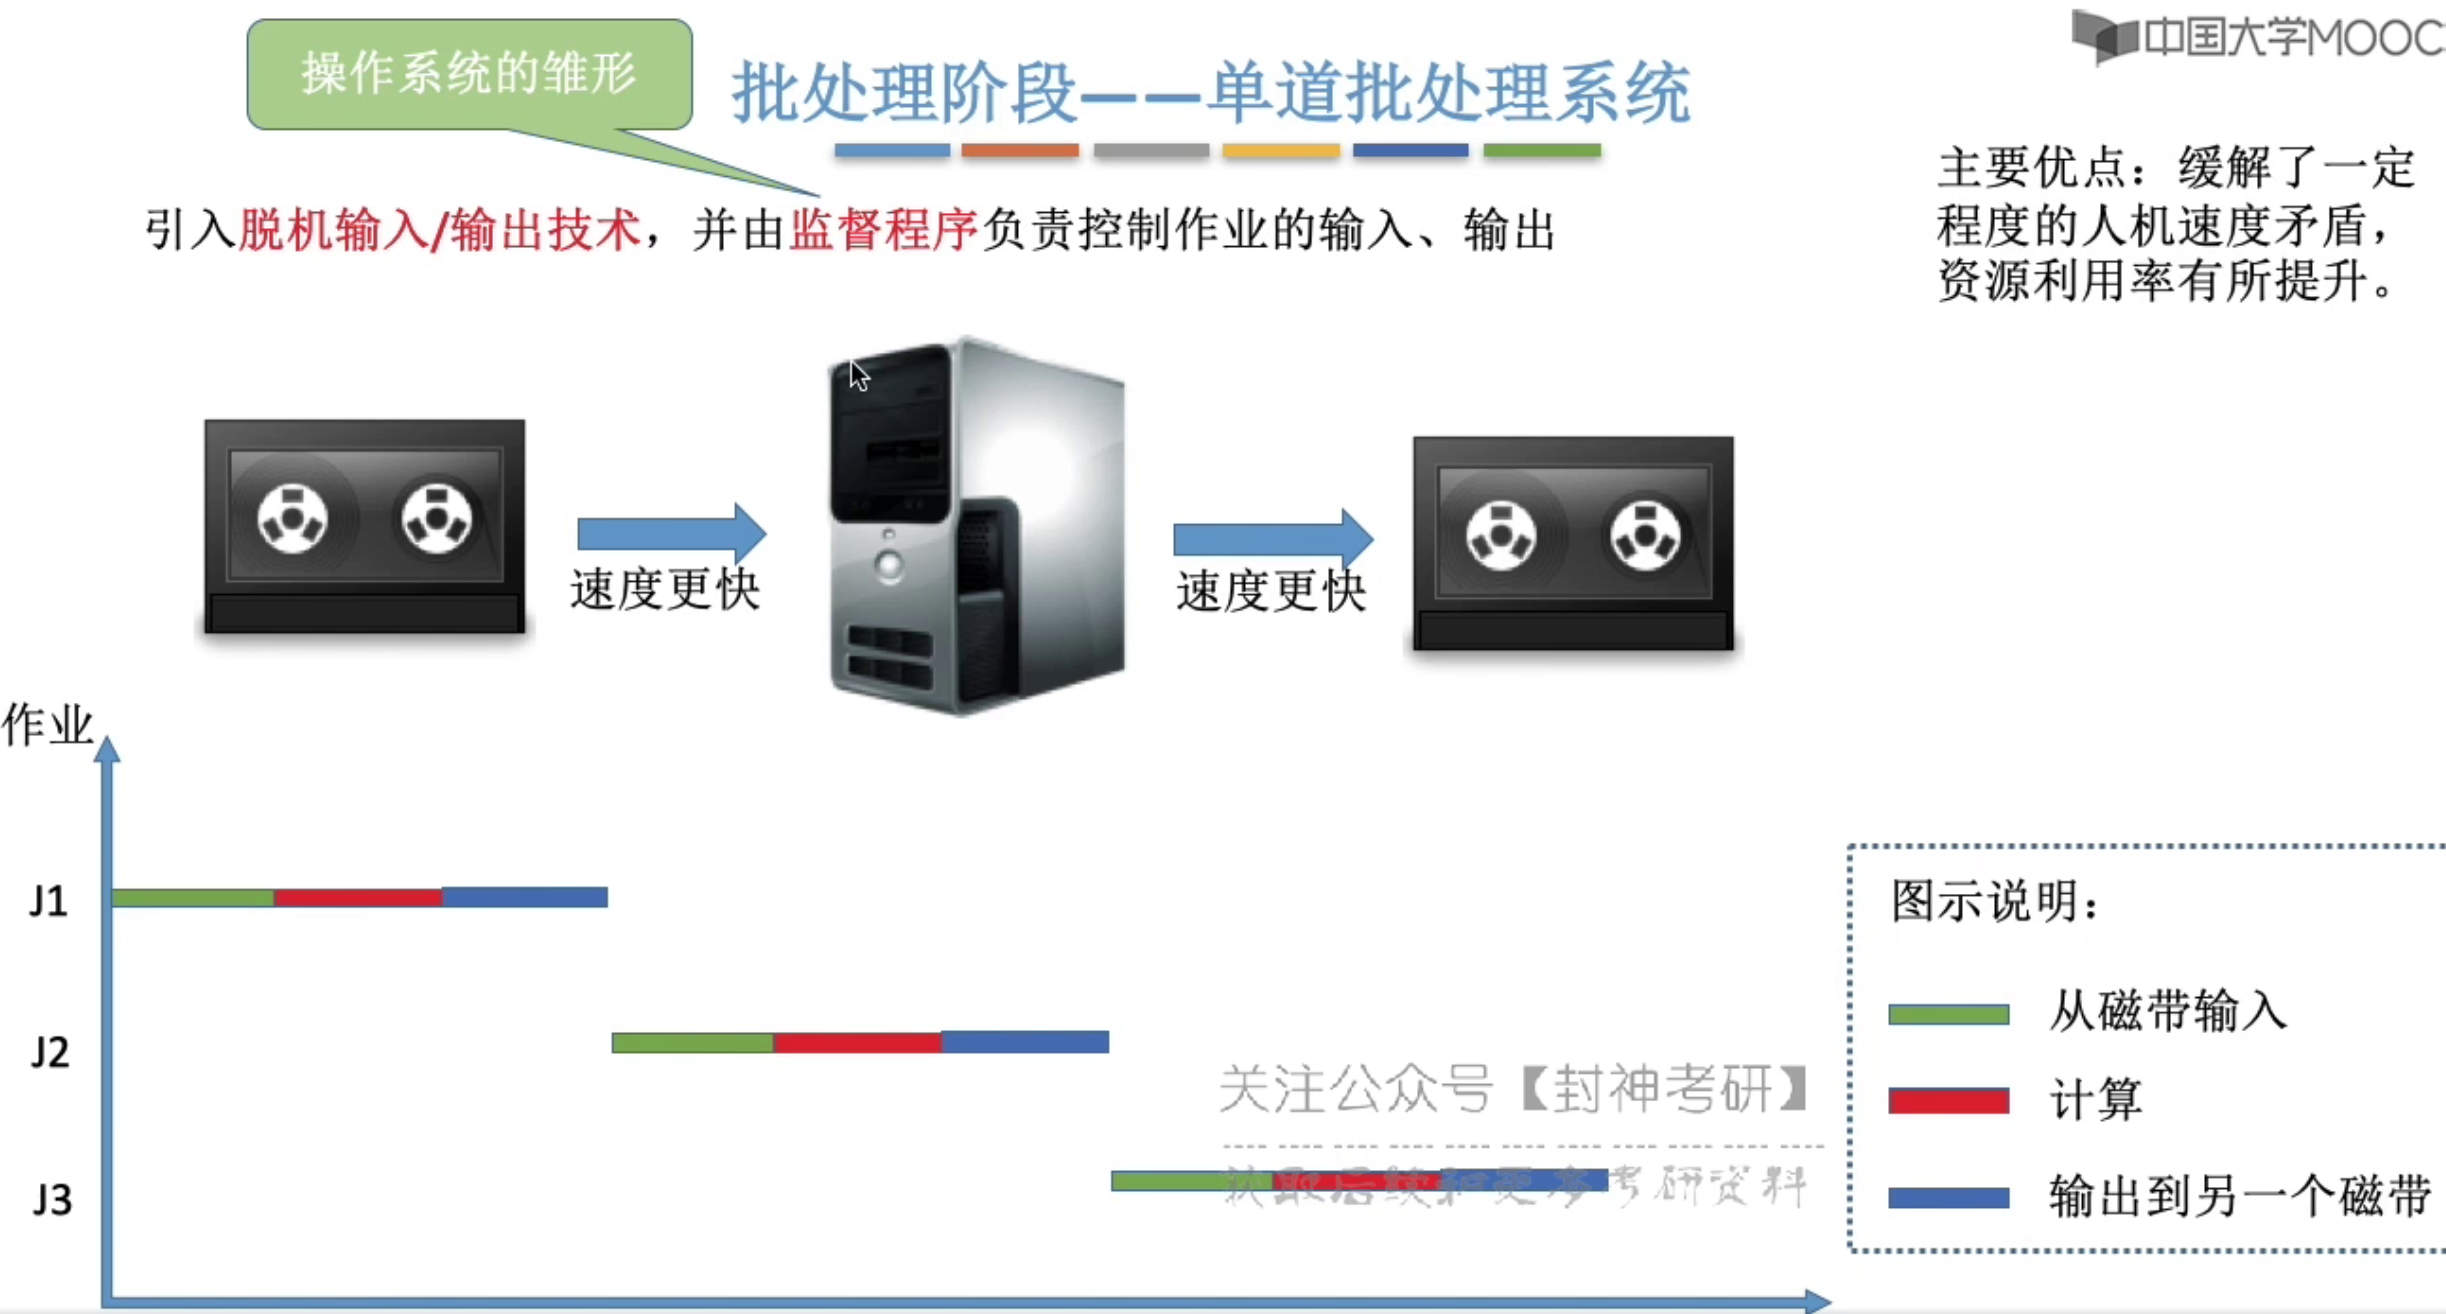 中国大学MOOC
操作系统的雏形
批处理阶段——单道批处理系统
引入脱机输入/输出技术，并由监督程序负责控制作业的输入、输出
主要优点：缓解了一定
程度的人机速度矛盾，
资源利用率有所提升。
速度更快
速度更快
作业
J1
J2
J3
关注公众号【封神考研】
获取后续和更多考研资料
图示说明：
从磁带输入
计算
输出到另一个磁带